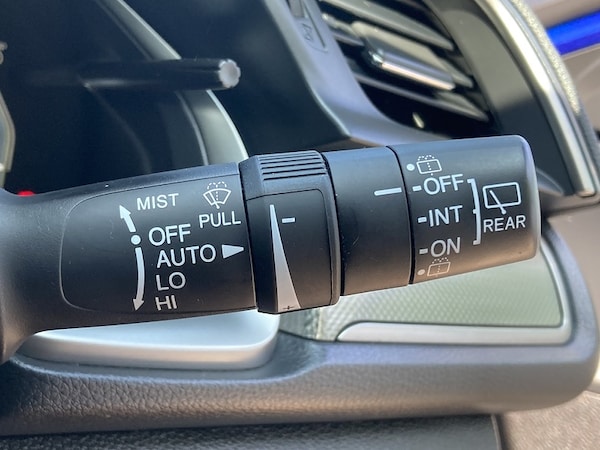 MIST
PULL
OFF
AUTO
LO
HI
OFF
INT
ON
REAR